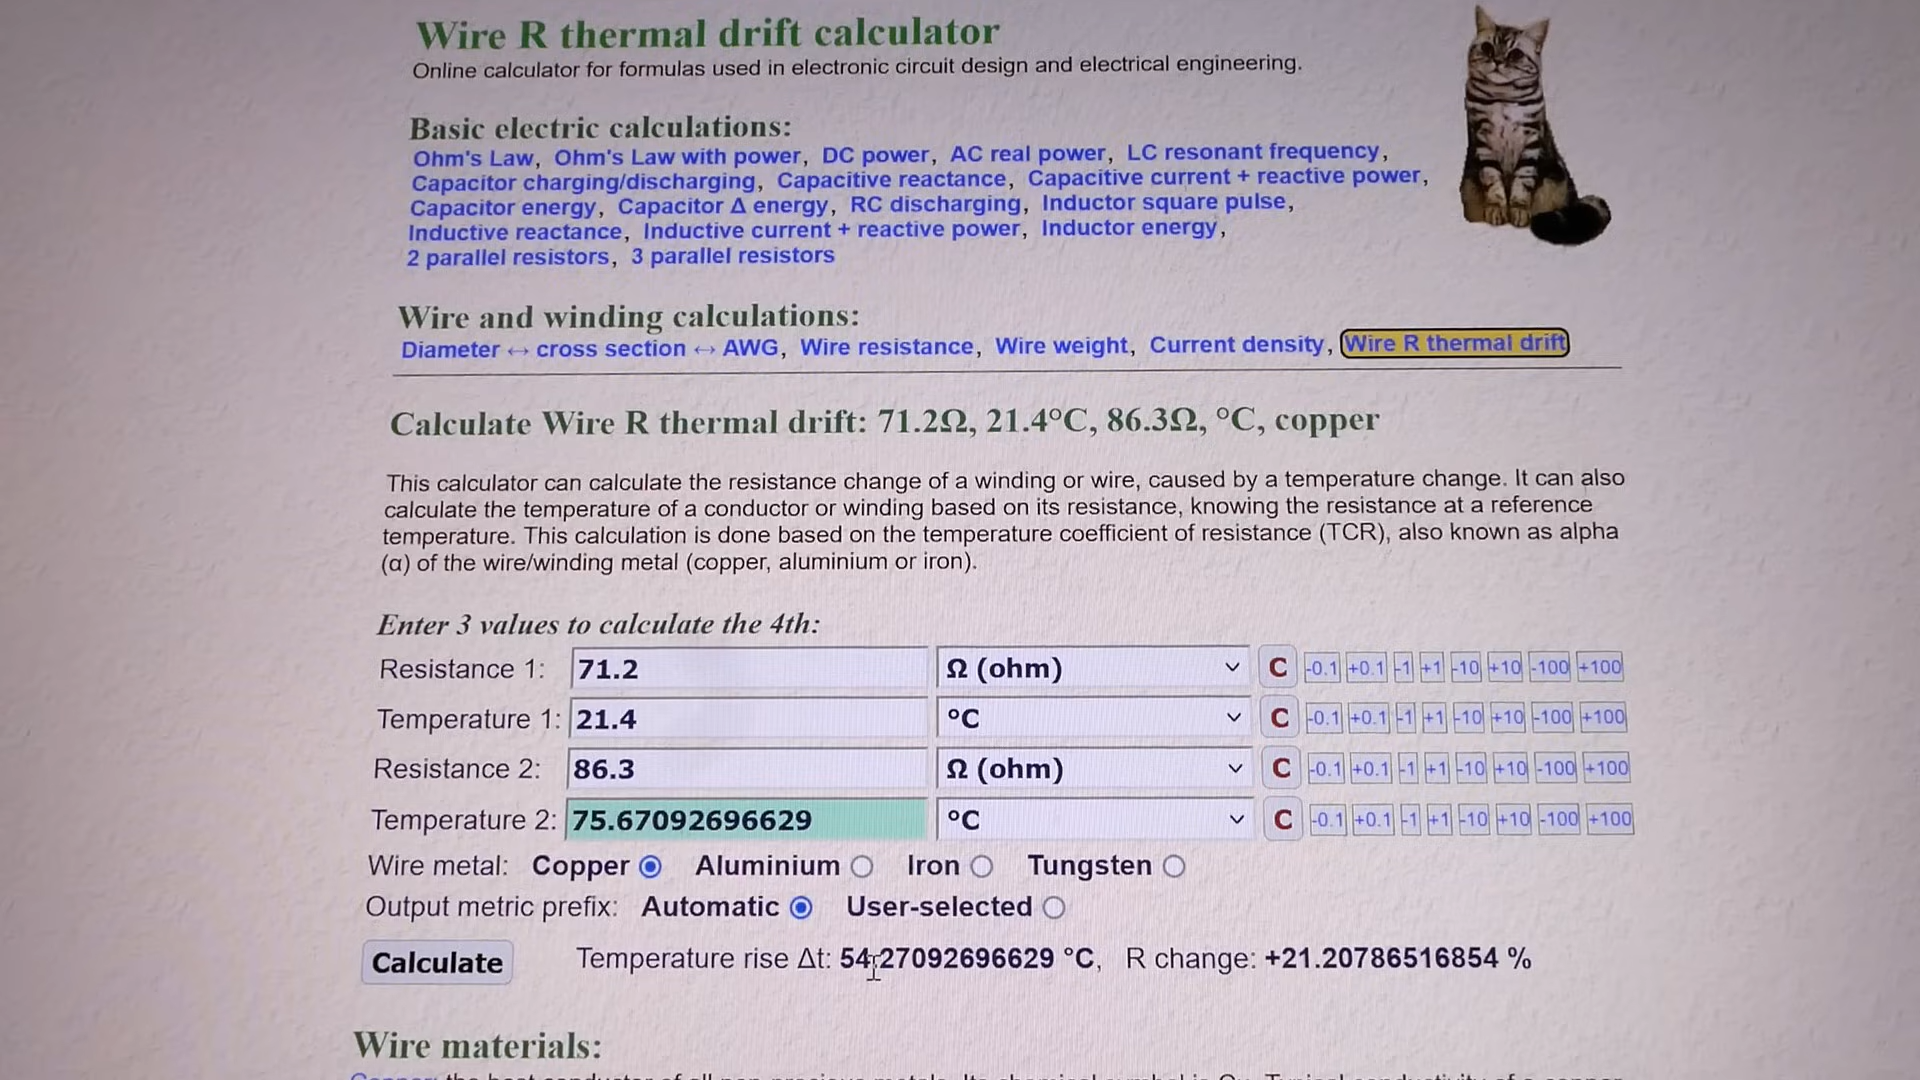 Wire R thermal drift calculator
Online calculator for formulas used in electronic circuit design and electrical engineering.
Basic electric calculations:
Ohm's Law, Ohm's Law with power, DC power, AC real power, LC resonant frequency,
Capacitor charging/discharging, Capacitive reactance, Capacitive current + reactive power,
Capacitor energy, Capacitor Δ energy, RC discharging, Inductor square pulse,
Inductive reactance, Inductive current + reactive power, Inductor energy,
2 parallel resistors, 3 parallel resistors
Wire and winding calculations:
Diameter ↔ cross section ↔ AWG, Wire resistance, Wire weight, Current density, Wire R thermal drift
Calculate Wire R thermal drift: 71.2Ω, 21.4°C, 86.3Ω, °C, copper
This calculator can calculate the resistance change of a winding or wire, caused by a temperature change. It can also
calculate the temperature of a conductor or winding based on its resistance, knowing the resistance at a reference
temperature. This calculation is done based on the temperature coefficient of resistance (TCR), also known as alpha
(α) of the wire/winding metal (copper, aluminium or iron).
Enter 3 values to calculate the 4th:
Resistance 1: 71.2 Ω (ohm) C -0.1 +0.1 -1 +1 -10 +10 -100 +100
Temperature 1: 21.4 °C C -0.1 +0.1 -1 +1 -10 +10 -100 +100
Resistance 2: 86.3 Ω (ohm) C -0.1 +0.1 -1 +1 -10 +10 -100 +100
Temperature 2: 75.67092696629 °C C -0.1 +0.1 -1 +1 -10 +10 -100 +100
Wire metal: Copper Aluminium Iron Tungsten
Output metric prefix: Automatic User-selected
Calculate Temperature rise Δt: 54.27092696629 °C, R change: +21.20786516854 %
Wire materials: